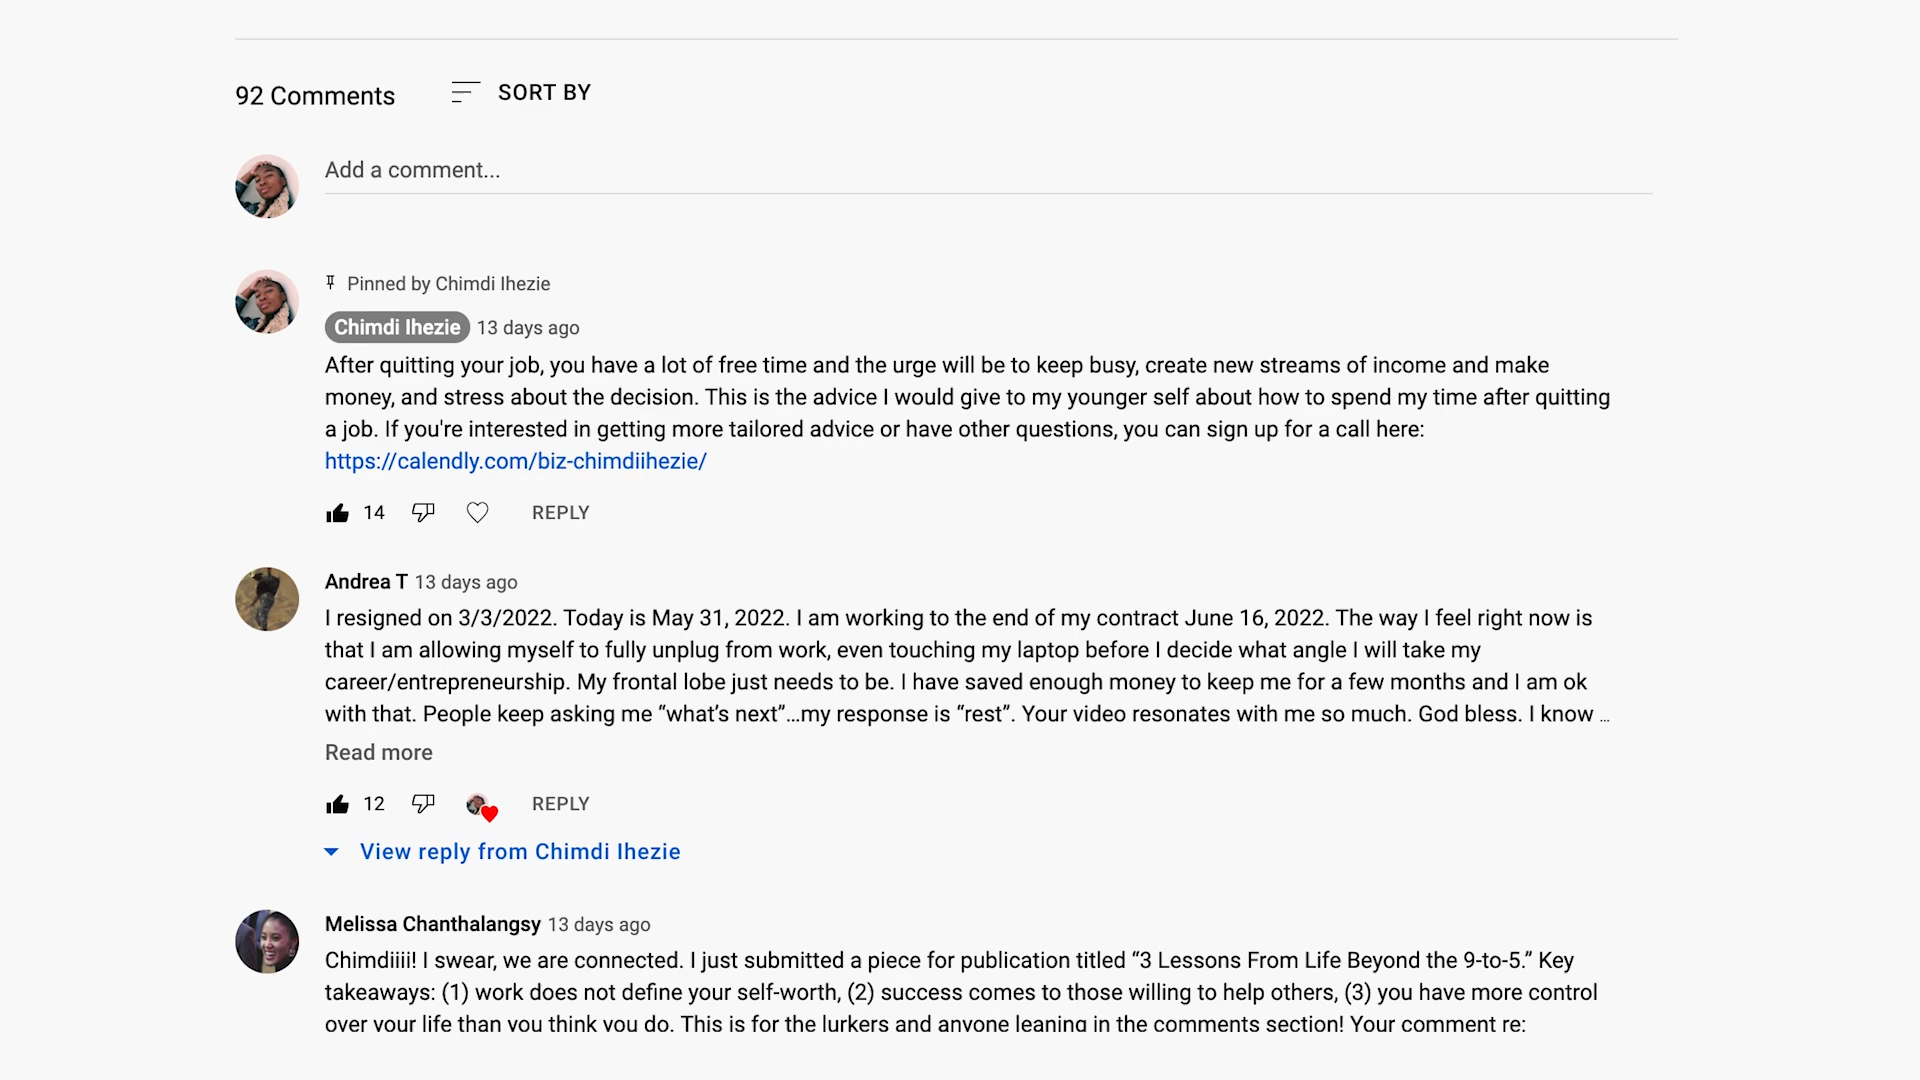 92 Comments
SORT BY
Add a comment...
Pinned by Chimdi Ihezie
Chimdi Ihezie 13 days ago
After quitting your job, you have a lot of free time and the urge will be to keep busy, create new streams of income and make
money, and stress about the decision. This is the advice I would give to my younger self about how to spend my time after quitting
a job. If you're interested in getting more tailored advice or have other questions, you can sign up for a call here:
https://calendly.com/biz-chimdiihezie/
14 REPLY
Andrea T 13 days ago
I resigned on 3/3/2022. Today is May 31, 2022. I am working to the end of my contract June 16, 2022. The way I feel right now is
that I am allowing myself to fully unplug from work, even touching my laptop before I decide what angle I will take my
career/entrepreneurship. My frontal lobe just needs to be. I have saved enough money to keep me for a few months and I am ok
with that. People keep asking me “what’s next”...my response is “rest”. Your video resonates with me so much. God bless. I know ...
Read more
12 REPLY
View reply from Chimdi Ihezie
Melissa Chanthalangsy 13 days ago
Chimdiiii! I swear, we are connected. I just submitted a piece for publication titled “3 Lessons From Life Beyond the 9-to-5.” Key
takeaways: (1) work does not define your self-worth, (2) success comes to those willing to help others, (3) you have more control
over your life than you think you do. This is for the lurkers and anyone leaning in the comments section! Your comment re: